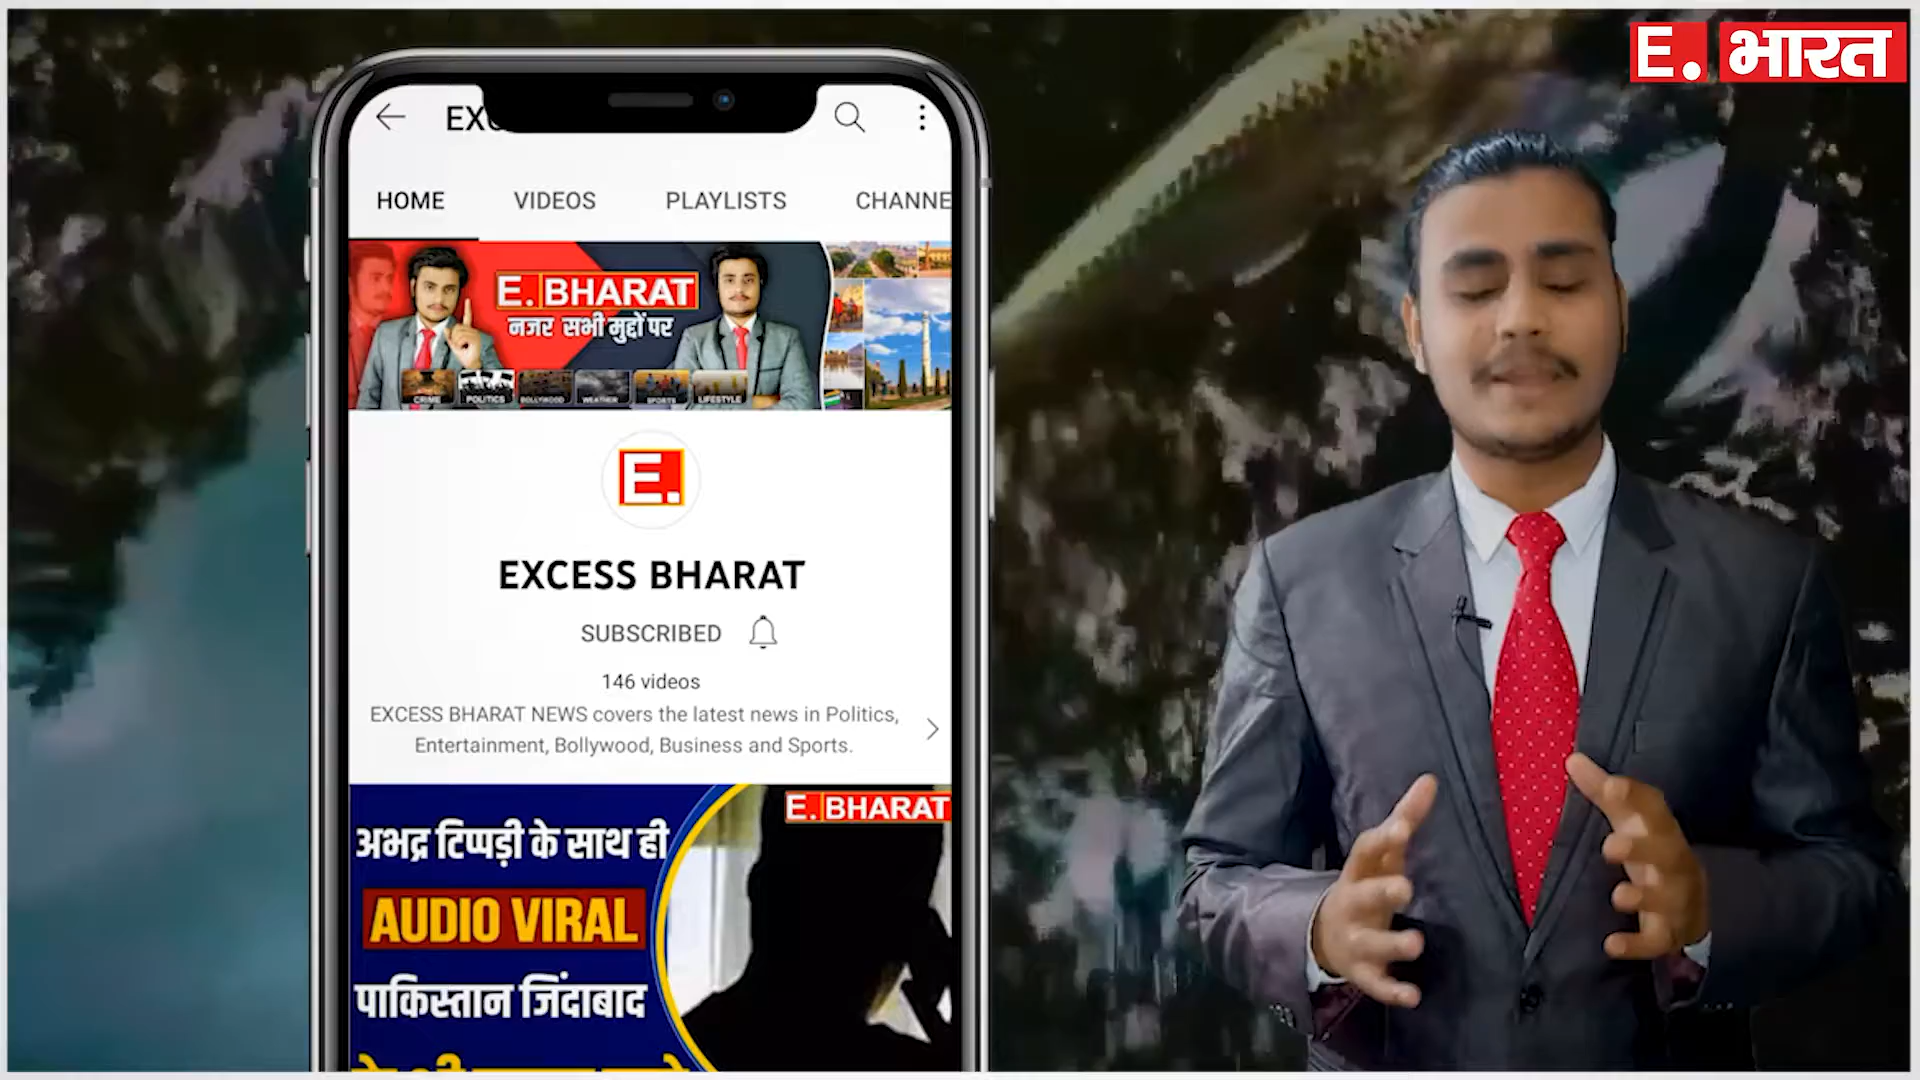 E. भारत
EXC
HOME VIDEOS PLAYLISTS CHANNE
E. BHARAT
नजर सभी मुद्दों पर
CRIME POLITICS BOLLYWOOD WEATHER SPORTS LIFESTYLE
E.
EXCESS BHARAT
SUBSCRIBED
146 videos
EXCESS BHARAT NEWS covers the latest news in Politics,
Entertainment, Bollywood, Business and Sports.
E. BHARAT
अभद्र टिप्पड़ी के साथ ही
AUDIO VIRAL
पाकिस्तान जिंदाबाद